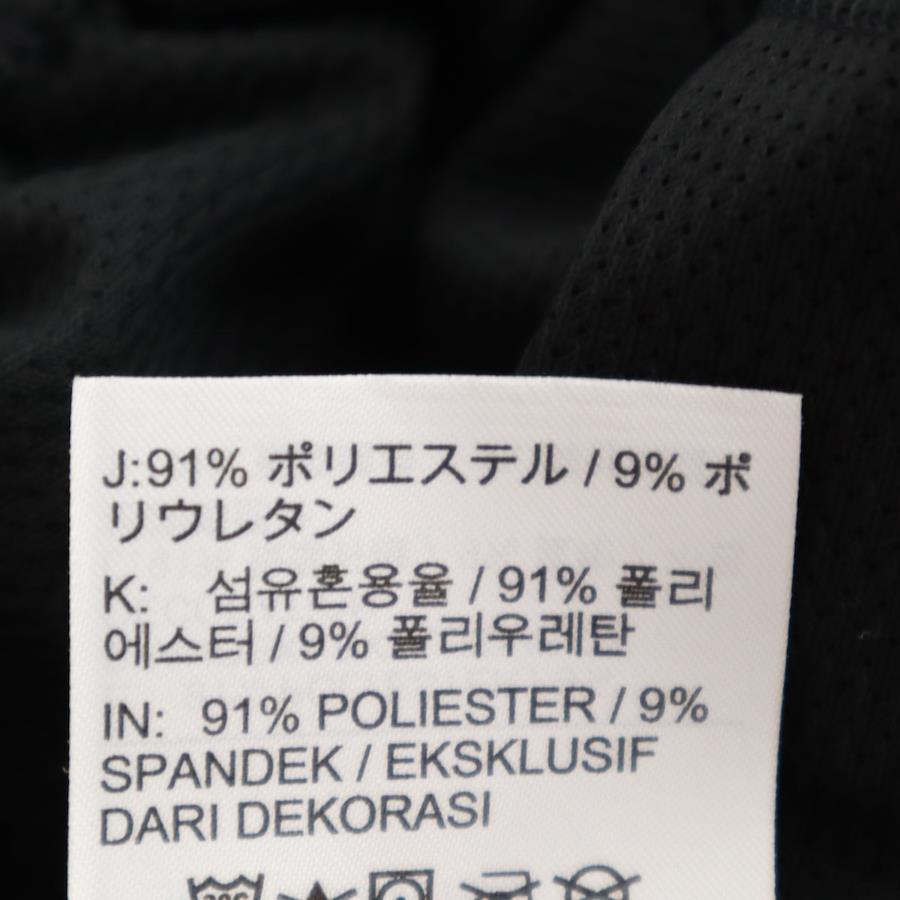 J:91% ポリエステル / 9% ポ
リウレタン
K: 섬유혼용율 / 91% 폴리
에스터 / 9% 폴리우레탄
IN: 91% POLIESTER / 9%
SPANDEK / EKSKLUSIF
DARI DEKORASI